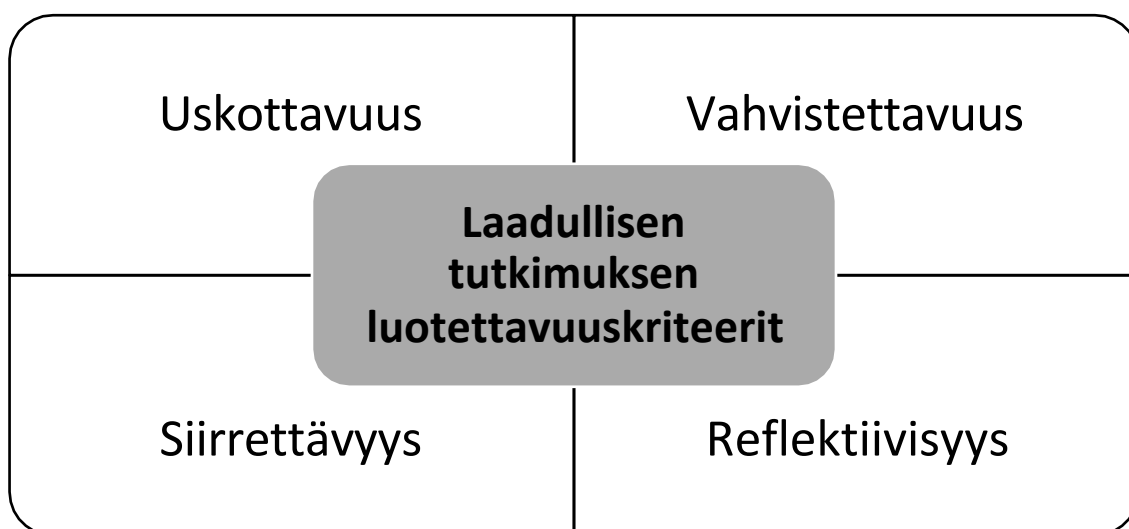 Uskottavuus
Vahvistettavuus
Laadullisen
tutkimuksen
luotettavuuskriteerit
Siirrettävyys
Reflektiivisyys